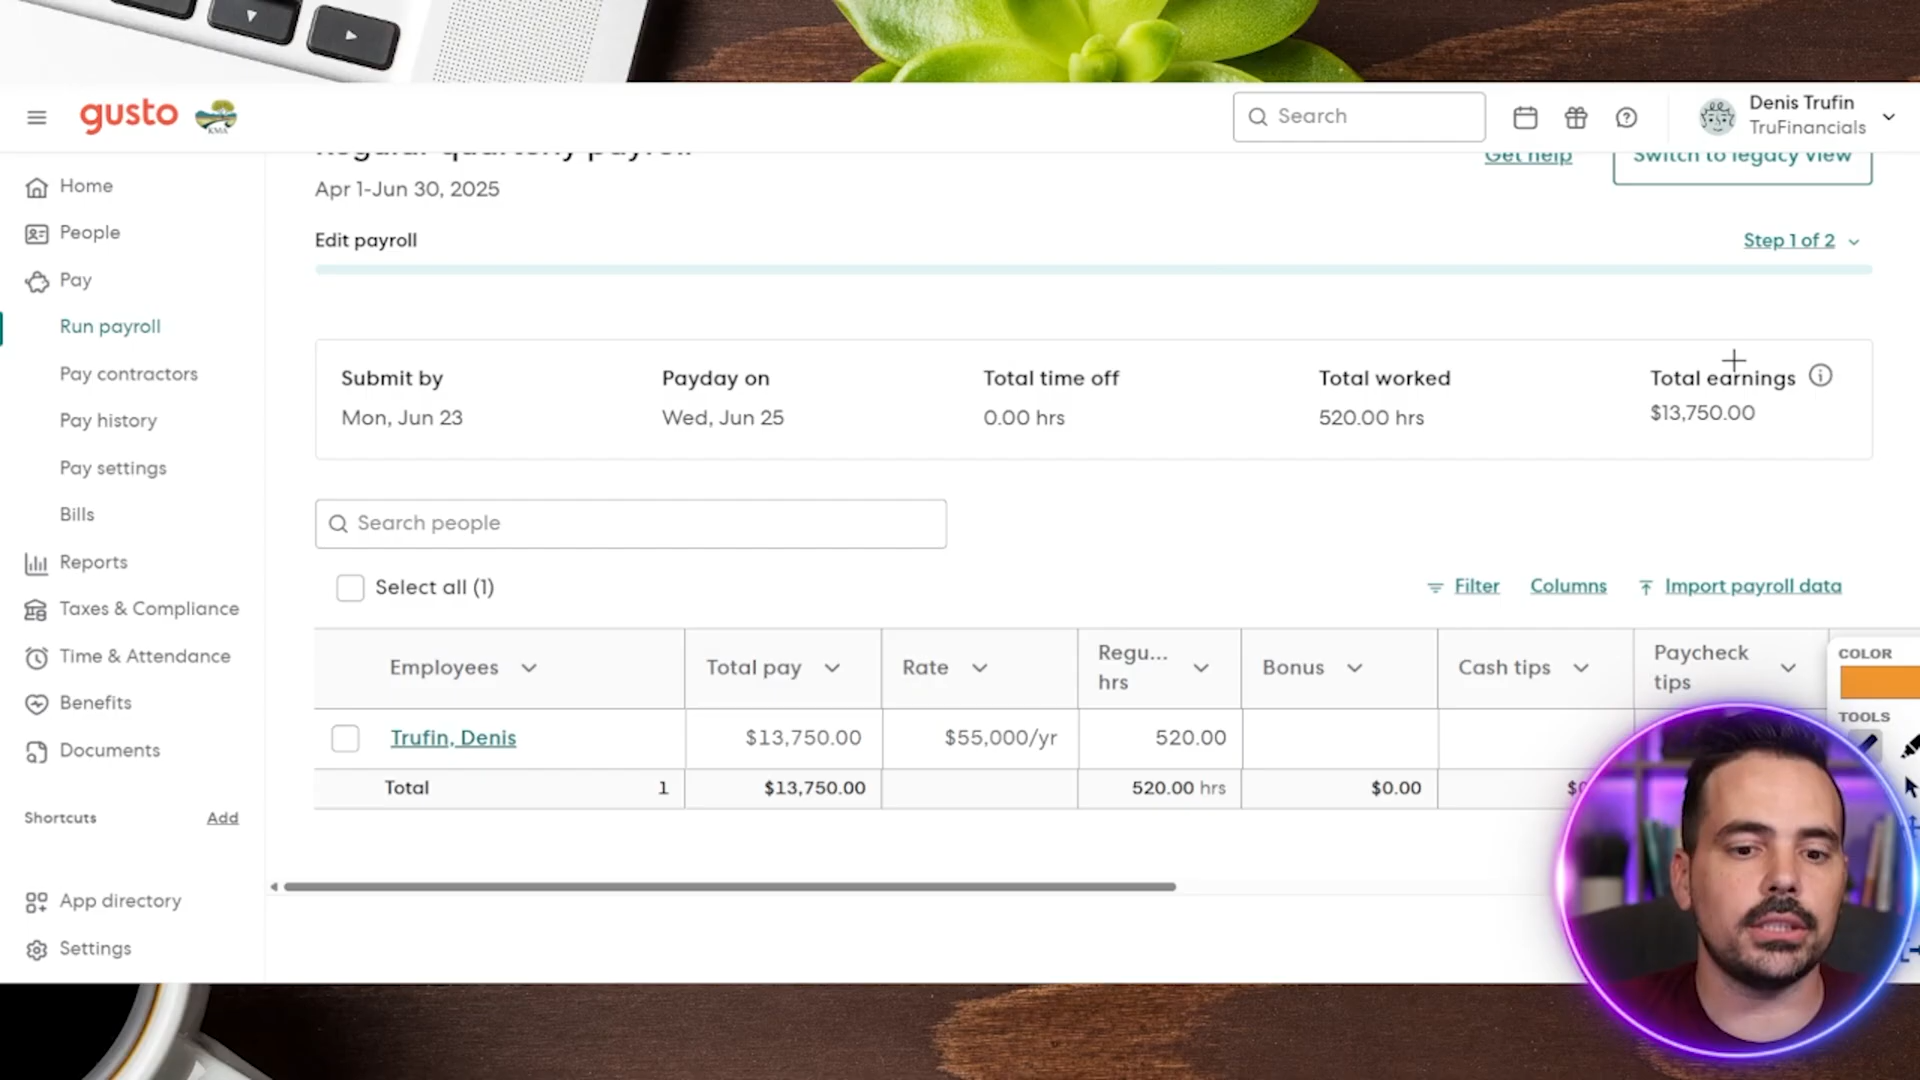 gusto
KMA
Search
Denis Trufin
TruFinancials
Home
People
Pay
Run payroll
Pay contractors
Pay history
Pay settings
Bills
Reports
Taxes & Compliance
Time & Attendance
Benefits
Documents
Shortcuts
Add
App directory
Settings
Regular quarterly payroll
Get help
Switch to legacy view
Apr 1-Jun 30, 2025
Edit payroll
Step 1 of 2
Submit by
Mon, Jun 23
Payday on
Wed, Jun 25
Total time off
0.00 hrs
Total worked
520.00 hrs
Total earnings
$13,750.00
Search people
Select all (1)
Filter
Columns
Import payroll data
Employees
Total pay
Rate
Regu...
hrs
Bonus
Cash tips
Paycheck
tips
Trufin, Denis
$13,750.00
$55,000/yr
520.00
Total
1
$13,750.00
520.00 hrs
$0.00
COLOR
TOOLS